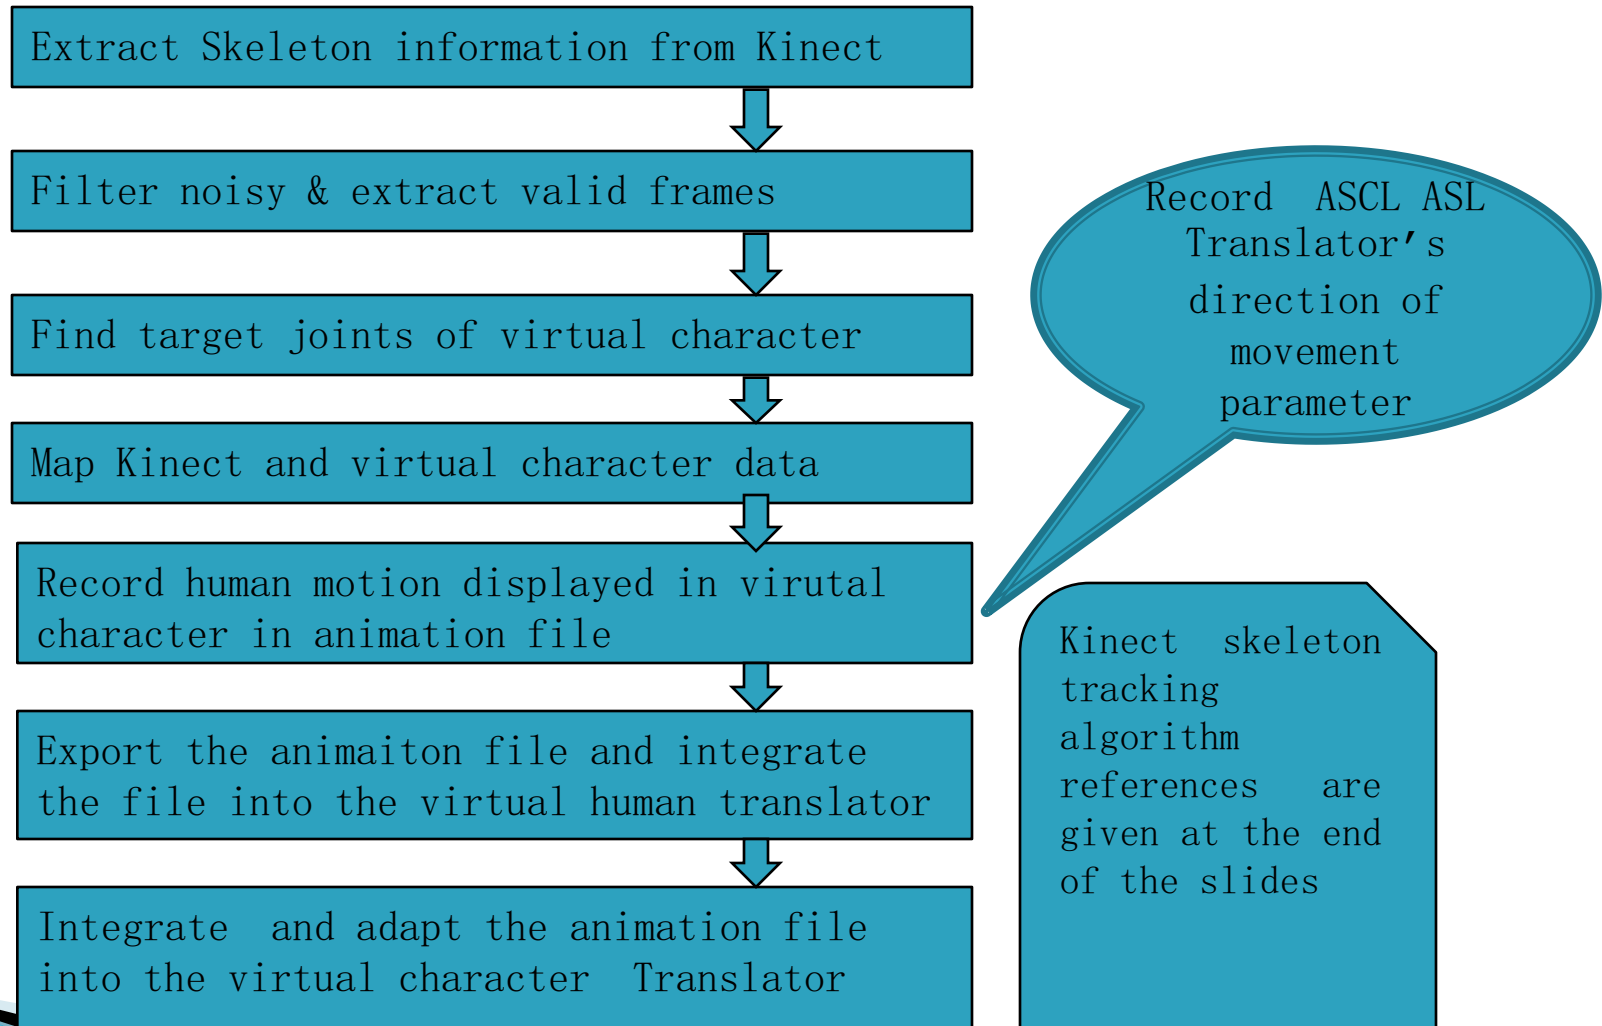 Extract Skeleton information from Kinect
Filter noisy & extract valid frames
Find target joints of virtual character
Map Kinect and virtual character data
Record human motion displayed in virutal
character in animation file
Export the animaiton file and integrate
the file into the virtual human translator
Integrate and adapt the animation file
into the virtual character Translator
Record ASCL ASL
Translator's
direction of
movement
parameter
Kinect skeleton
tracking
algorithm
references are
given at the end
of the slides